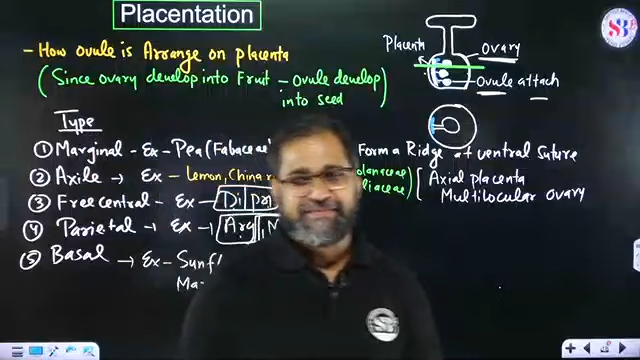 Placentation
- How ovule is Arrange on placenta
(Since ovary develop into Fruit - ovule develop into seed)
Placenta
ovary
ovule attach
Type
① Marginal - Ex - Pea (Fabaceae)
Form a Ridge at ventral suture
② Axile → Ex - Lemon, China
Axial placenta
Multilocular ovary
③ Free central - Ex -
④ Parietal - Ex →
⑤ Basal → Ex - Sunf